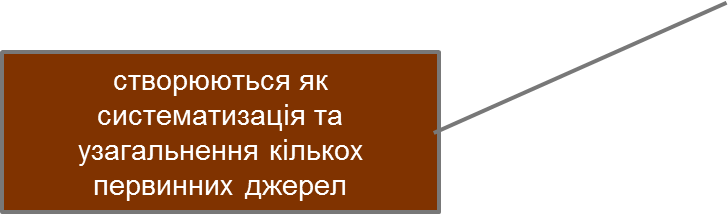 створюються як
систематизація та
узагальнення кількох
первинних джерел